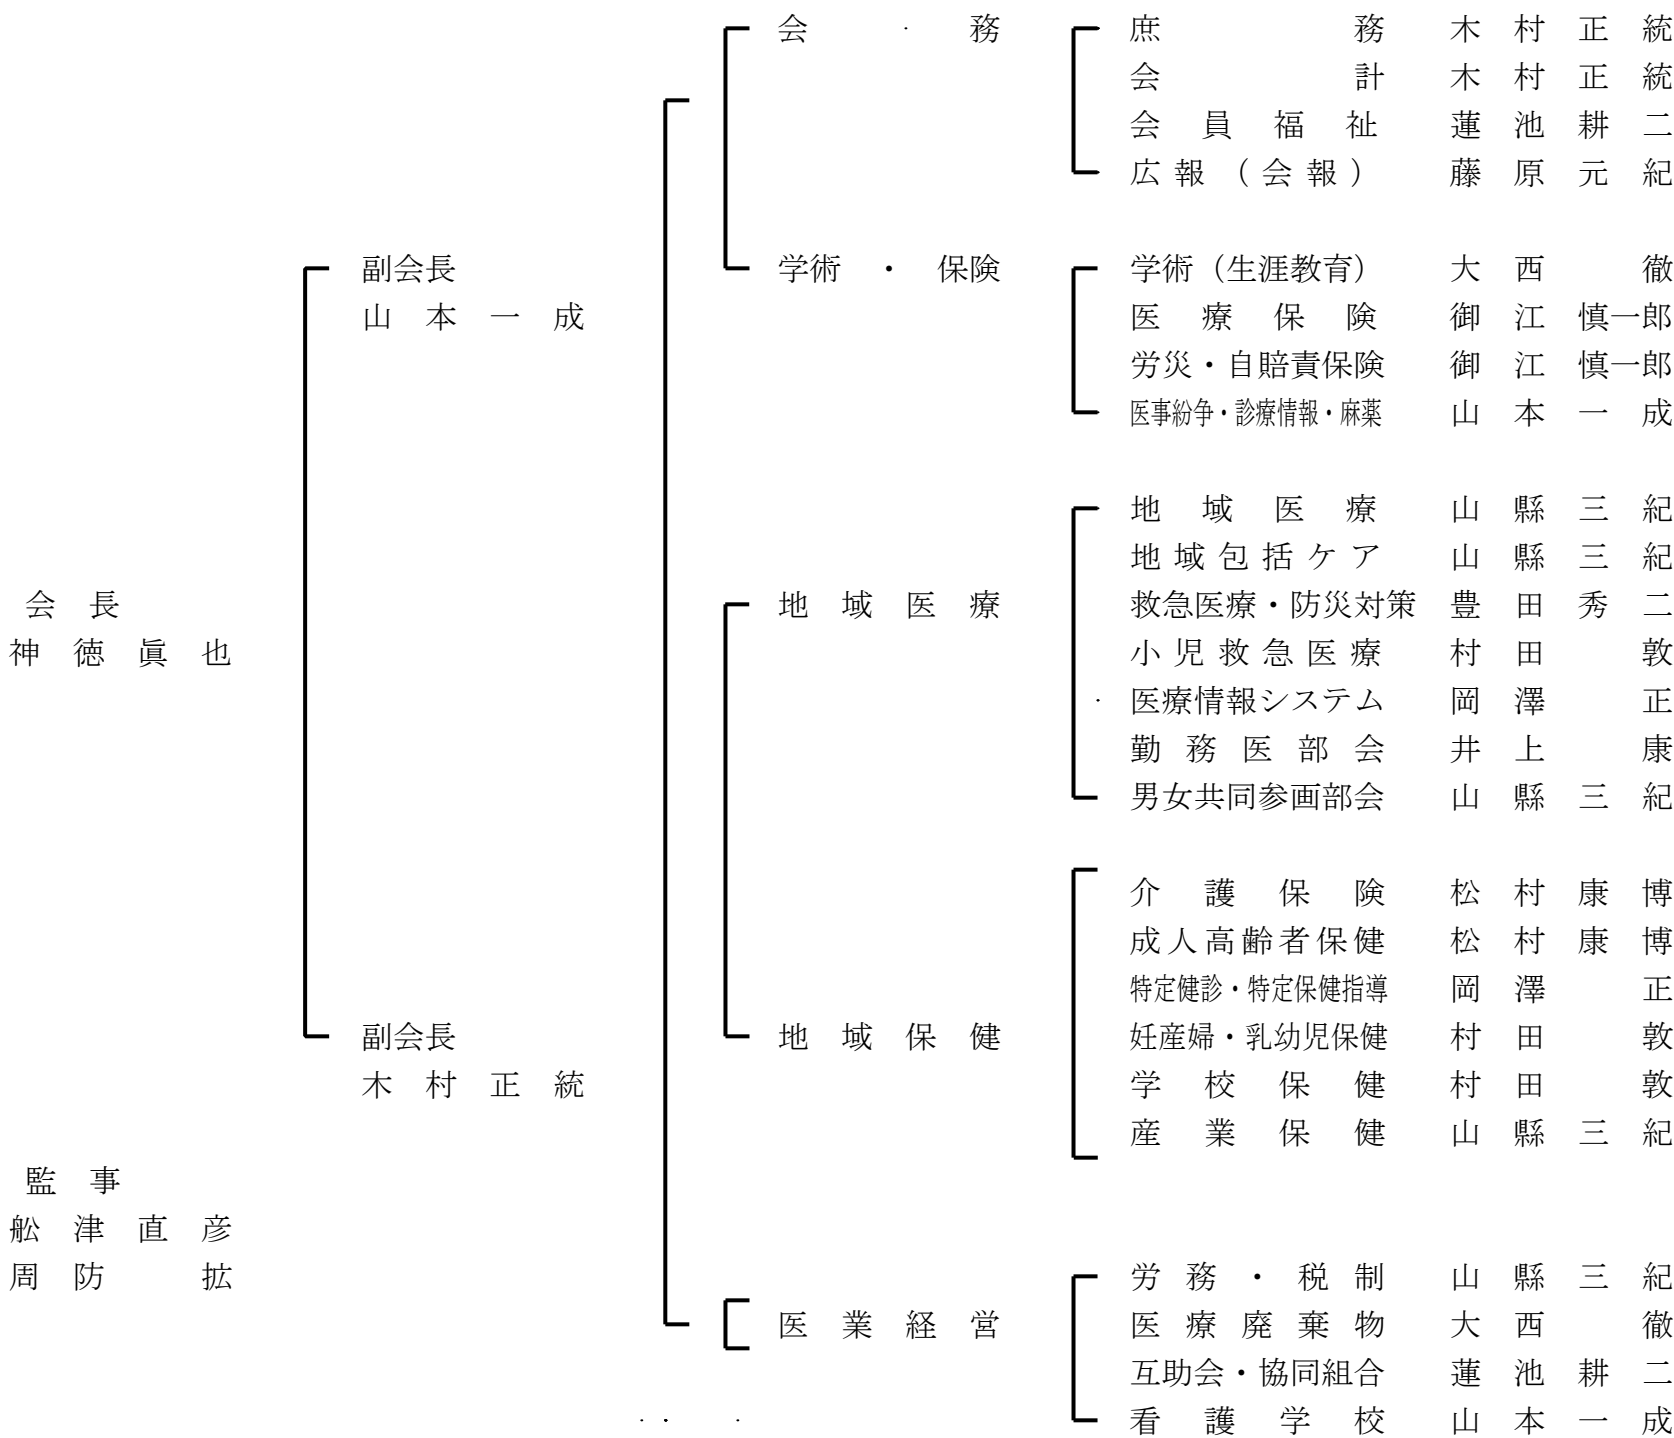 会長
神徳眞也
監事
舩津直彦
周防 拡
副会長
山本一成
副会長
木村正統
会務
庶務 木村正統
会計 木村正統
会員福祉 蓮池耕二
広報（会報） 藤原元紀
学術・保険
学術（生涯教育） 大西 徹
医療保険 御江慎一郎
労災・自賠責保険 御江慎一郎
医事紛争・診療情報・麻薬 山本一成
地域医療
地域医療 山縣三紀
地域包括ケア 山縣三紀
救急医療・防災対策 豊田秀二
小児救急医療 村田 敦
医療情報システム 岡澤 正
勤務医部会 井上 康
男女共同参画部会 山縣三紀
地域保健
介護保険 松村康博
成人高齢者保健 松村康博
特定健診・特定保健指導 岡澤 正
妊産婦・乳幼児保健 村田 敦
学校保健 村田 敦
産業保健 山縣三紀
医業経営
労務・税制 山縣三紀
医療廃棄物 大西 徹
互助会・協同組合 蓮池耕二
看護学校 山本一成